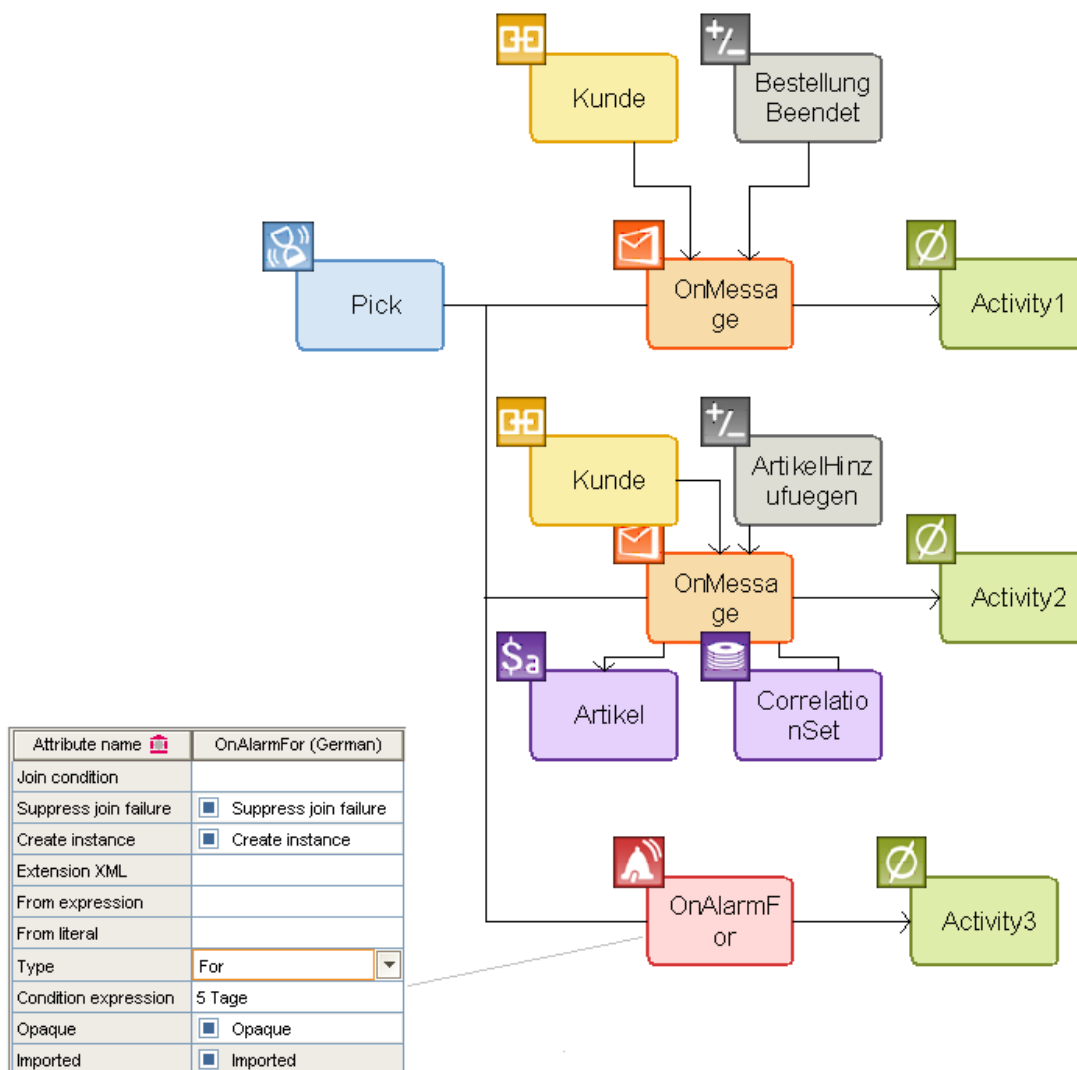 Kunde
Bestellung
Beendet
Pick
OnMessa
ge
Activity1
Kunde
ArtikelHinz
ufuegen
OnMessa
ge
Activity2
$a
Artikel
Correlatio
nSet
OnAlarmF
or
Activity3
Attribute name OnAlarmFor (German)
Join condition
Suppress join failure Suppress join failure
Create instance Create instance
Extension XML
From expression
From literal
Type For
Condition expression 5 Tage
Opaque Opaque
Imported Imported